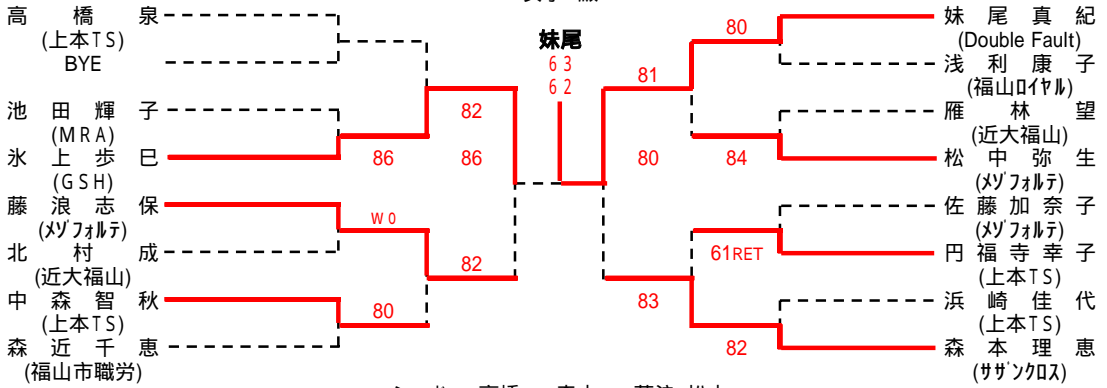 高橋泉
(上本TS)
BYE
池田輝子
(MRA)
氷上歩巳
(GSH)
藤浪志保
(ﾒｿﾞﾌｫﾙﾃ)
北村成
(近大福山)
中森智秋
(上本TS)
森近千恵
(福山市職労)
86
W0
80
82
86
82
妹尾
63
62
81
80
83
80
84
61RET
82
妹尾真紀
(Double Fault)
浅利康子
(福山ﾛｲﾔﾙ)
雁林望
(近大福山)
松中弥生
(ﾒｿﾞﾌｫﾙﾃ)
佐藤加奈子
(ﾒｿﾞﾌｫﾙﾃ)
円福寺幸子
(上本TS)
浜崎佳代
(上本TS)
森本理恵
(ｻｻﾞﾝｸﾛｽ)